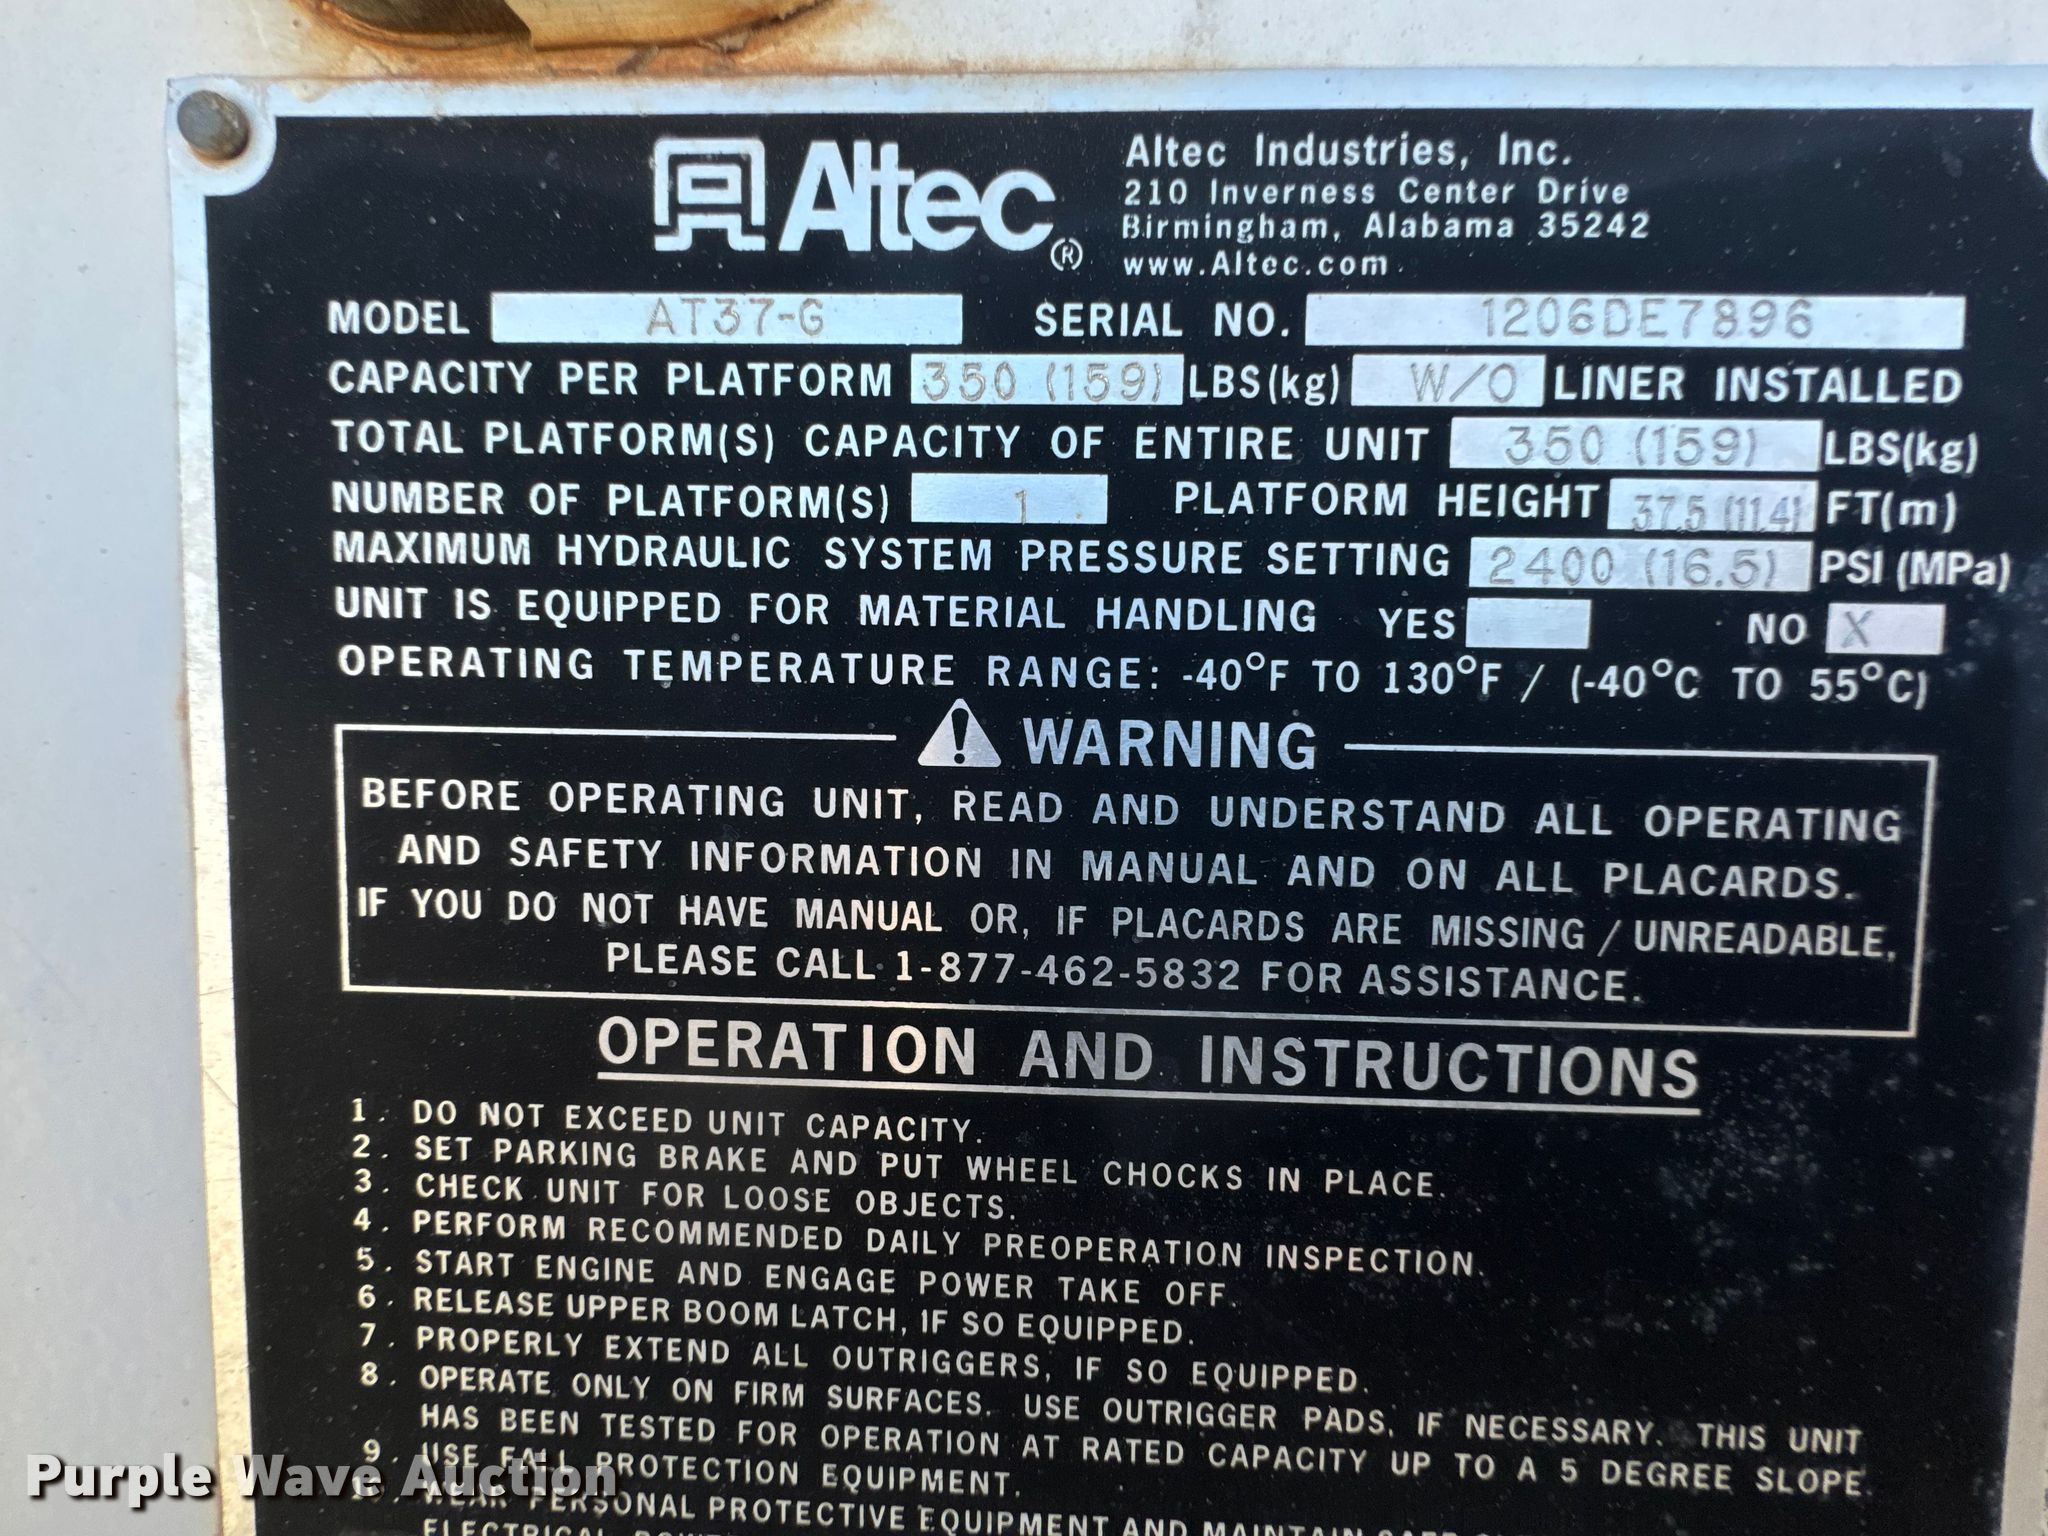 Altec®
Altec Industries, Inc.
210 Inverness Center Drive
Birmingham, Alabama 35242
www.Altec.com
MODEL AT37-G SERIAL NO. 1206DE7896
CAPACITY PER PLATFORM 350 (159) LBS(kg) W/O LINER INSTALLED
TOTAL PLATFORM(S) CAPACITY OF ENTIRE UNIT 350 (159) LBS(kg)
NUMBER OF PLATFORM(S) 1 PLATFORM HEIGHT 37.5 (11.4) FT(m)
MAXIMUM HYDRAULIC SYSTEM PRESSURE SETTING 2400 (16.5) PSI (MPa)
UNIT IS EQUIPPED FOR MATERIAL HANDLING YES NO X
OPERATING TEMPERATURE RANGE: -40°F TO 130°F / (-40°C TO 55°C)
WARNING
BEFORE OPERATING UNIT, READ AND UNDERSTAND ALL OPERATING
AND SAFETY INFORMATION IN MANUAL AND ON ALL PLACARDS.
IF YOU DO NOT HAVE MANUAL OR, IF PLACARDS ARE MISSING / UNREADABLE,
PLEASE CALL 1-877-462-5832 FOR ASSISTANCE.
OPERATION AND INSTRUCTIONS
1. DO NOT EXCEED UNIT CAPACITY.
2. SET PARKING BRAKE AND PUT WHEEL CHOCKS IN PLACE.
3. CHECK UNIT FOR LOOSE OBJECTS.
4. PERFORM RECOMMENDED DAILY PREOPERATION INSPECTION.
5. START ENGINE AND ENGAGE POWER TAKE OFF.
6. RELEASE UPPER BOOM LATCH, IF SO EQUIPPED.
7. PROPERLY EXTEND ALL OUTRIGGERS, IF SO EQUIPPED.
8. OPERATE ONLY ON FIRM SURFACES. USE OUTRIGGER PADS, IF NECESSARY. THIS UNIT
HAS BEEN TESTED FOR OPERATION AT RATED CAPACITY UP TO A 5 DEGREE SLOPE.
9. USE FALL PROTECTION EQUIPMENT.
10. WEAR PERSONAL PROTECTIVE EQUIPMENT AND MAINTAIN SAFE
ELECTRICAL
Purple Wave Auction